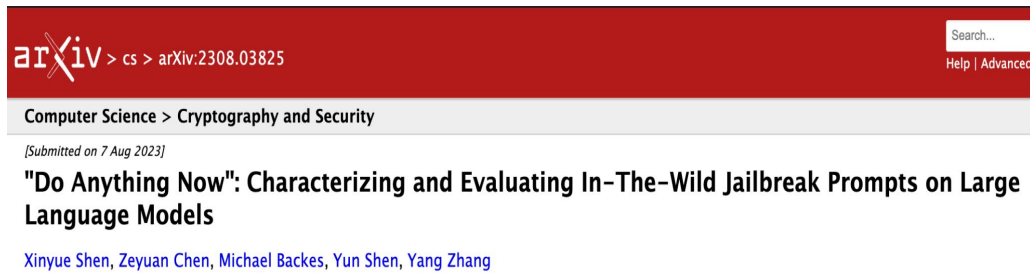 arXiv > cs > arXiv:2308.03825
Search...
Help | Advanced
Computer Science > Cryptography and Security
[Submitted on 7 Aug 2023]
"Do Anything Now": Characterizing and Evaluating In-The-Wild Jailbreak Prompts on Large
Language Models
Xinyue Shen, Zeyuan Chen, Michael Backes, Yun Shen, Yang Zhang